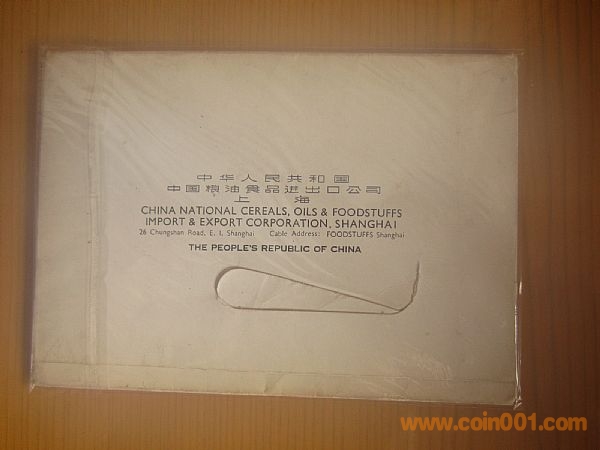 中华人民共和国
中国粮油食品进出口公司
上海
CHINA NATIONAL CEREALS, OILS & FOODSTUFFS
IMPORT & EXPORT CORPORATION, SHANGHAI
26 Chungshan Road, E. I, Shanghai Cable Address: FOODSTUFFS Shanghai
THE PEOPLE'S REPUBLIC OF CHINA
www.coin001.com